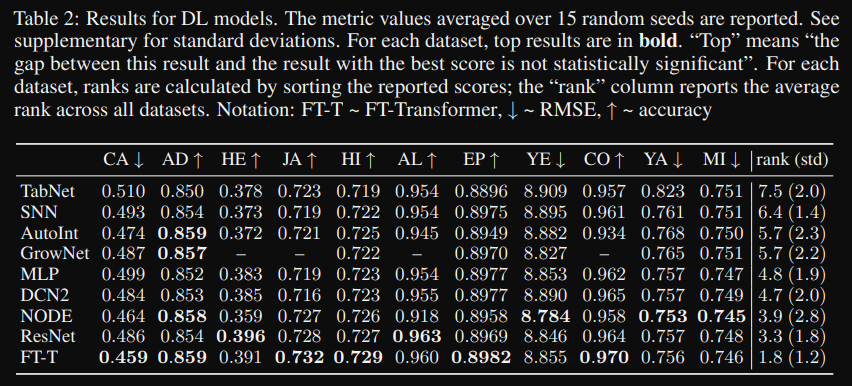 Table 2: Results for DL models. The metric values averaged over 15 random seeds are reported. See
supplementary for standard deviations. For each dataset, top results are in bold. “Top” means “the
gap between this result and the result with the best score is not statistically significant”. For each
dataset, ranks are calculated by sorting the reported scores; the “rank” column reports the average
rank across all datasets. Notation: FT-T ~ FT-Transformer, ↓ ~ RMSE, ↑ ~ accuracy
CA ↓ AD ↑ HE ↑ JA ↑ HI ↑ AL ↑ EP ↑ YE ↓ CO ↑ YA ↓ MI ↓ rank (std)
TabNet 0.510 0.850 0.378 0.723 0.719 0.954 0.8896 8.909 0.957 0.823 0.751 7.5 (2.0)
SNN 0.493 0.854 0.373 0.719 0.722 0.954 0.8975 8.895 0.961 0.761 0.751 6.4 (1.4)
AutoInt 0.474 0.859 0.372 0.721 0.725 0.945 0.8949 8.882 0.934 0.768 0.750 5.7 (2.3)
GrowNet 0.487 0.857 – – 0.722 – 0.8970 8.827 – 0.765 0.751 5.7 (2.2)
MLP 0.499 0.852 0.383 0.719 0.723 0.954 0.8977 8.853 0.962 0.757 0.747 4.8 (1.9)
DCN2 0.484 0.853 0.385 0.716 0.723 0.955 0.8977 8.890 0.965 0.757 0.749 4.7 (2.0)
NODE 0.464 0.858 0.359 0.727 0.726 0.918 0.8958 8.784 0.958 0.753 0.745 3.9 (2.8)
ResNet 0.486 0.854 0.396 0.728 0.727 0.963 0.8969 8.846 0.964 0.757 0.748 3.3 (1.8)
FT-T 0.459 0.859 0.391 0.732 0.729 0.960 0.8982 8.855 0.970 0.756 0.746 1.8 (1.2)